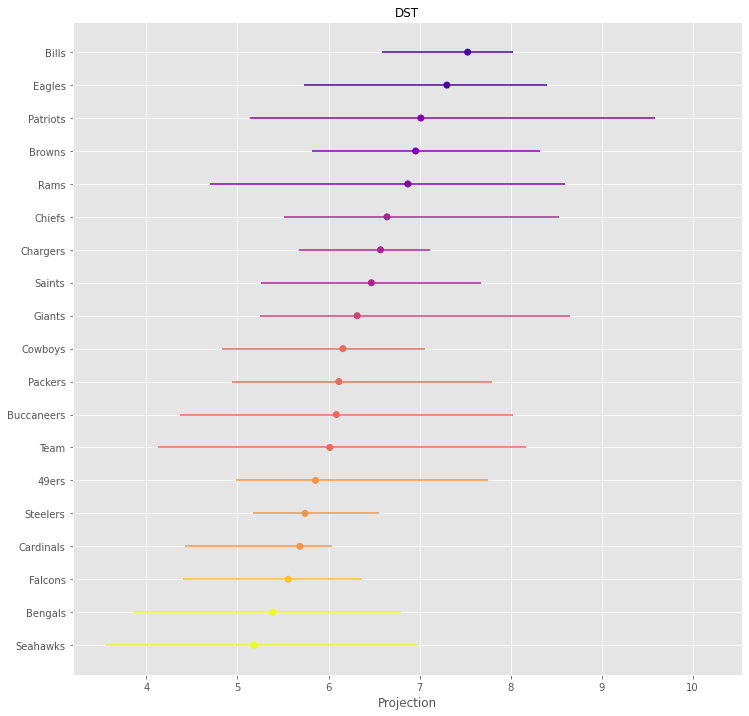 DST
Bills
Eagles
Patriots
Browns
Rams
Chiefs
Chargers
Saints
Giants
Cowboys
Packers
Buccaneers
Team
49ers
Steelers
Cardinals
Falcons
Bengals
Seahawks
4 5 6 7 8 9 10
Projection